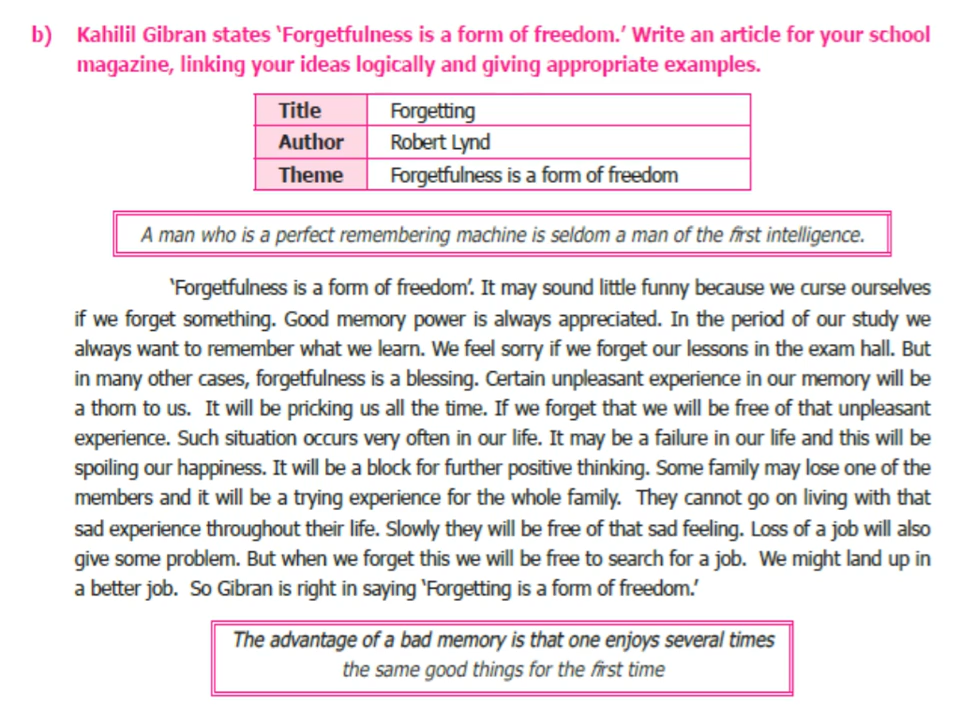 b) Kahilil Gibran states ‘Forgetfulness is a form of freedom.’ Write an article for your school
magazine, linking your ideas logically and giving appropriate examples.
Title Forgetting
Author Robert Lynd
Theme Forgetfulness is a form of freedom
A man who is a perfect remembering machine is seldom a man of the first intelligence.
‘Forgetfulness is a form of freedom’. It may sound little funny because we curse ourselves
if we forget something. Good memory power is always appreciated. In the period of our study we
always want to remember what we learn. We feel sorry if we forget our lessons in the exam hall. But
in many other cases, forgetfulness is a blessing. Certain unpleasant experience in our memory will be
a thorn to us. It will be pricking us all the time. If we forget that we will be free of that unpleasant
experience. Such situation occurs very often in our life. It may be a failure in our life and this will be
spoiling our happiness. It will be a block for further positive thinking. Some family may lose one of the
members and it will be a trying experience for the whole family. They cannot go on living with that
sad experience throughout their life. Slowly they will be free of that sad feeling. Loss of a job will also
give some problem. But when we forget this we will be free to search for a job. We might land up in
a better job. So Gibran is right in saying ‘Forgetting is a form of freedom.’
The advantage of a bad memory is that one enjoys several times
the same good things for the first time